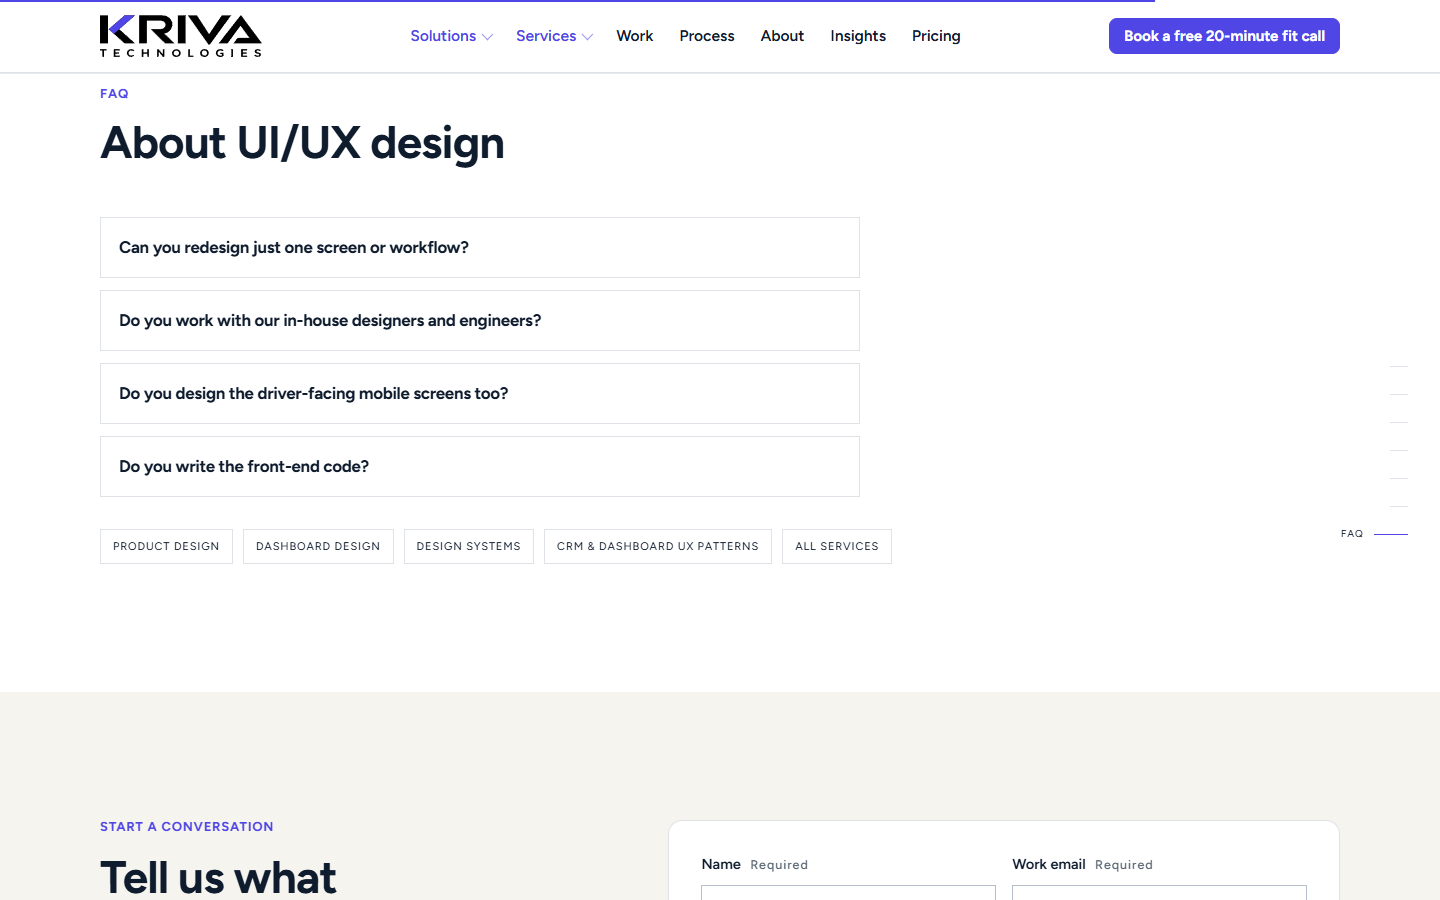 KRIVA
TECHNOLOGIES
Solutions Services Work Process About Insights Pricing
Book a free 20-minute fit call
FAQ
About UI/UX design
Can you redesign just one screen or workflow?
Do you work with our in-house designers and engineers?
Do you design the driver-facing mobile screens too?
Do you write the front-end code?
PRODUCT DESIGN DASHBOARD DESIGN DESIGN SYSTEMS CRM & DASHBOARD UX PATTERNS ALL SERVICES
FAQ
START A CONVERSATION
Tell us what
Name Required
Work email Required